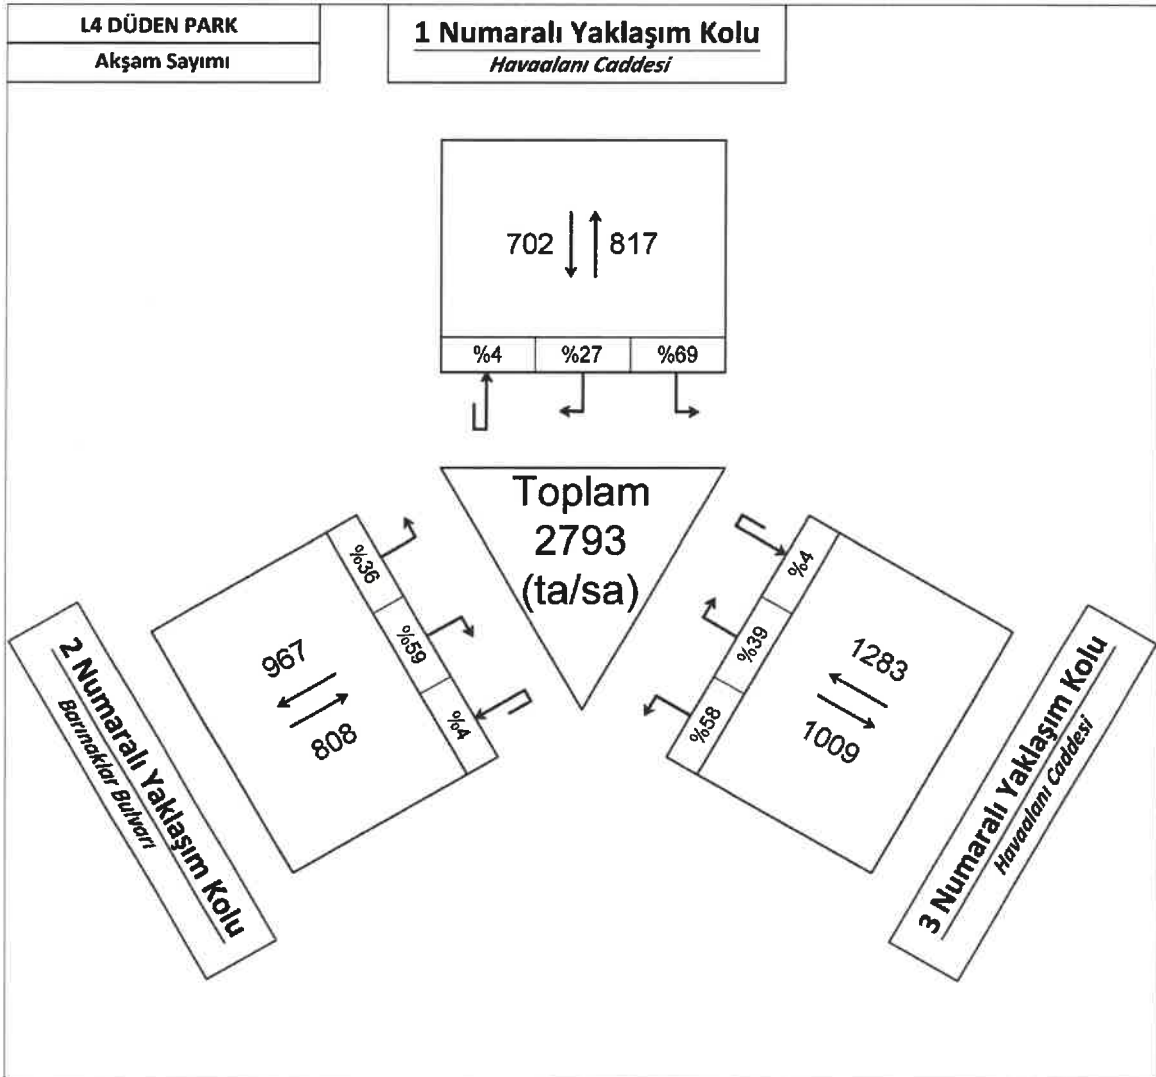 L4 DÜDEN PARK
Akşam Sayımı
1 Numaralı Yaklaşım Kolu
Havaalanı Caddesi
702 817
%4 %27 %69
Toplam
2793
(ta/sa)
%36
%59
%4
967
808
2 Numaralı Yaklaşım Kolu
Barınaklar Bulvarı
%4
%39
%58
1283
1009
3 Numaralı Yaklaşım Kolu
Havaalanı Caddesi